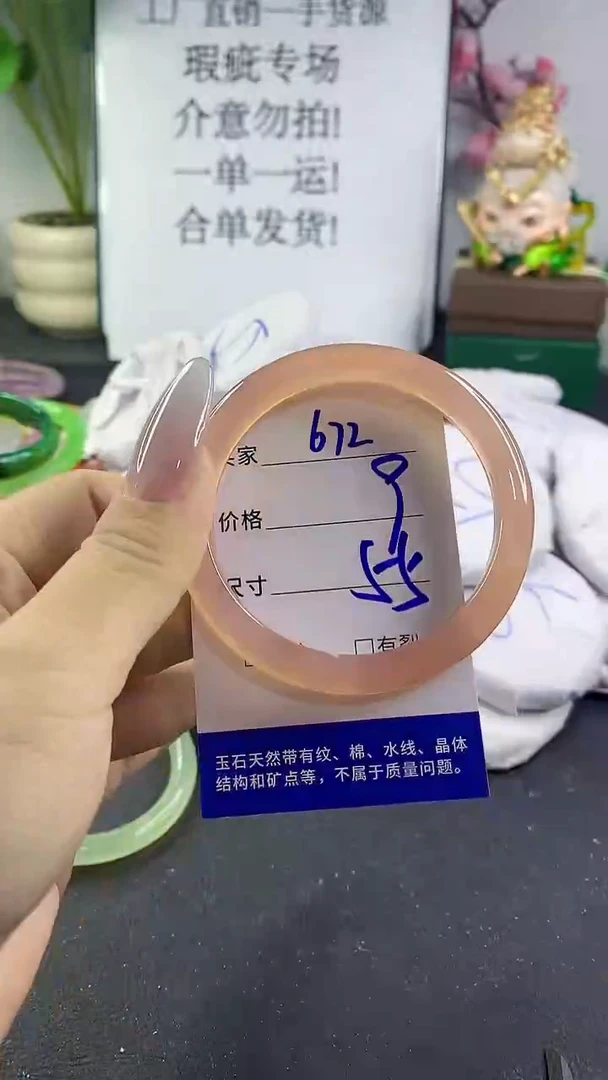 工厂直销一手货源
瑕疵专场
介意勿拍!
一单一运!
合单发货!
家 672
价格
尺寸 55
□有裂
玉石天然带有纹、棉、水线、晶体
结构和矿点等，不属于质量问题。